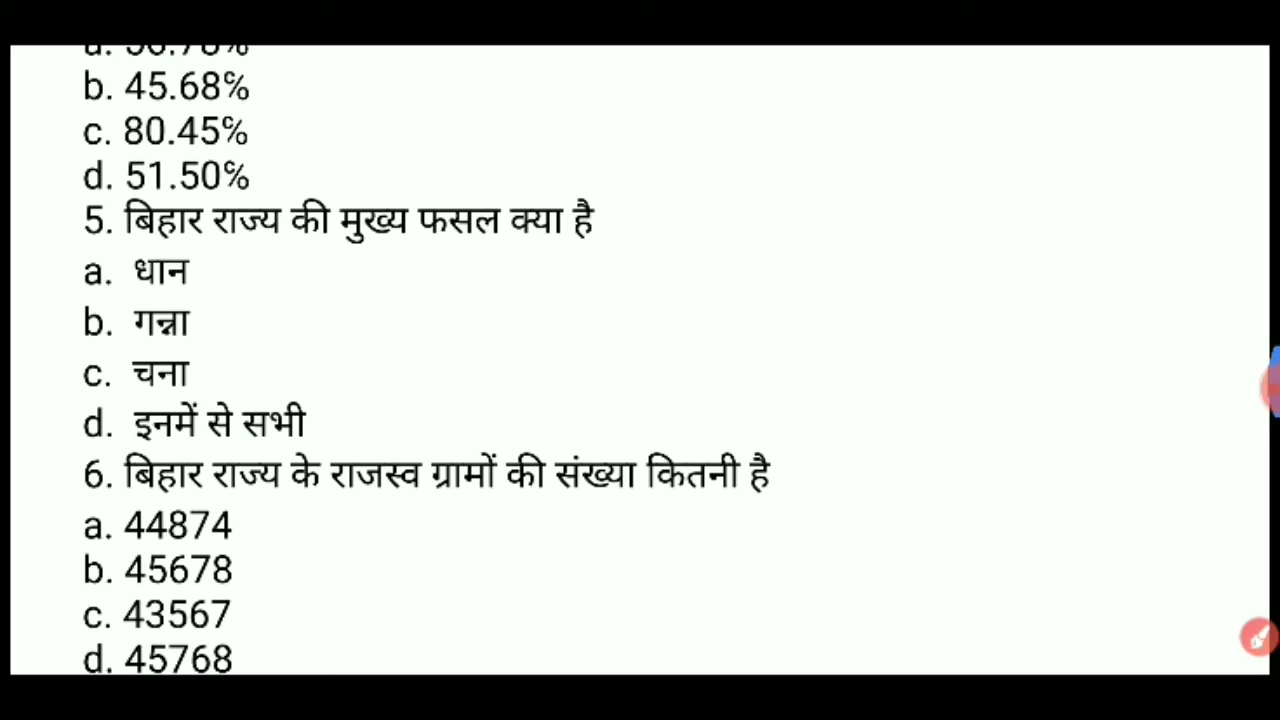 b. 45.68%
c. 80.45%
d. 51.50%
5. बिहार राज्य की मुख्य फसल क्या है
a. धान
b. गन्ना
c. चना
d. इनमें से सभी
6. बिहार राज्य के राजस्व ग्रामों की संख्या कितनी है
a. 44874
b. 45678
c. 43567
d. 45768